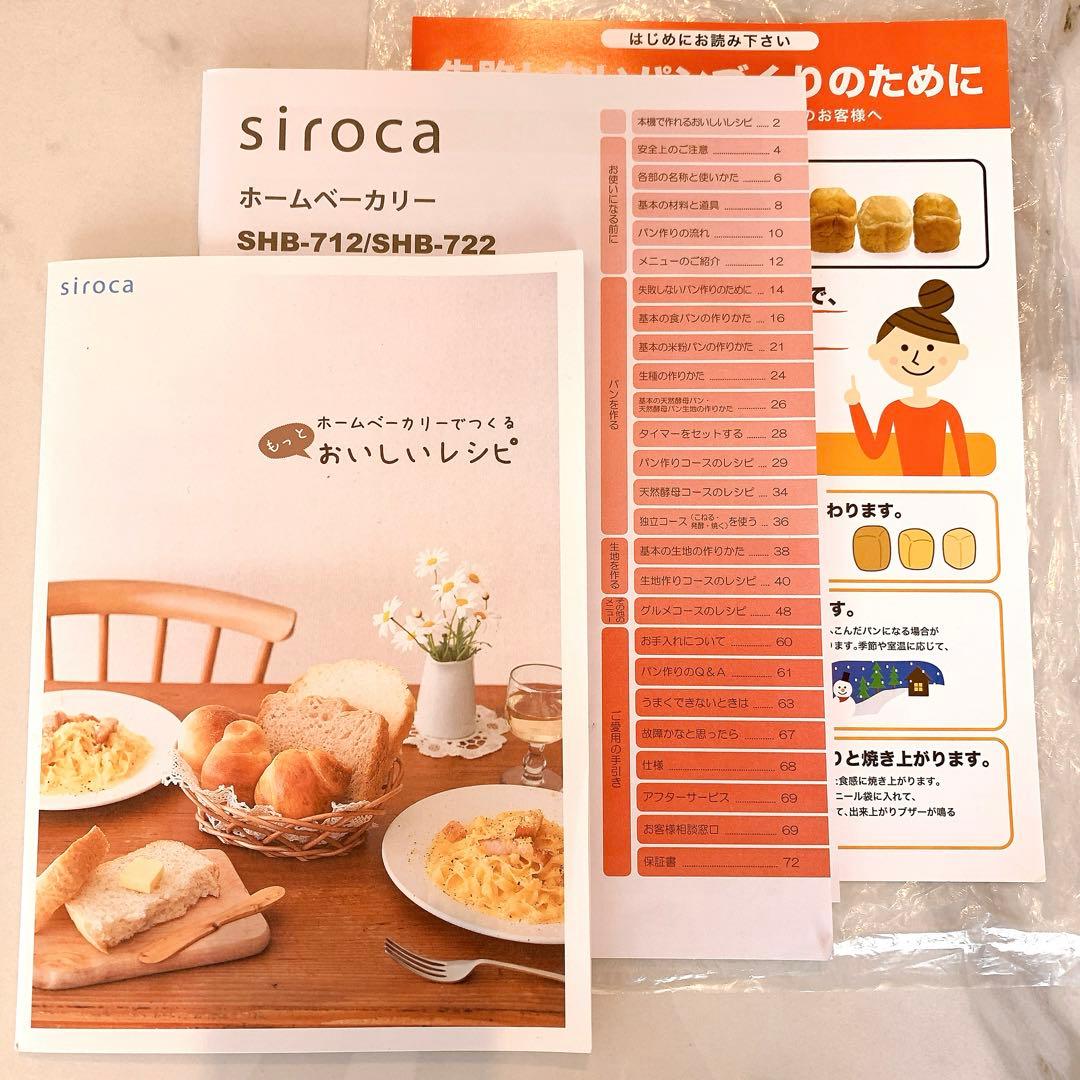 はじめにお読み下さい
パンづくりのために
のお客様へ
で、
わります。
す。
こんだパンになる場合が
ます。季節や室温に応じて、
りと焼き上がります。
食感に焼き上がります。
ニール袋に入れて、
て、出来上がりブザーが鳴る
siroca
ホームベーカリー
SHB-712/SHB-722
本機で作れるおいしいレシピ ...... 2
お使いになる前に
安全上のご注意 .................... 4
各部の名称と使いかた .......... 6
基本の材料と道具 ................ 8
パン作りの流れ .................... 10
メニューのご紹介 ................ 12
パンを作る
失敗しないパン作りのために ... 14
基本の食パンの作りかた .... 16
基本の米粉パンの作りかた ... 21
生種の作りかた .................... 24
基本の天然酵母パン・
天然酵母パン生地の作りかた ............ 26
タイマーをセットする ........ 28
パン作りコースのレシピ .... 29
天然酵母コースのレシピ .... 34
独立コース(こねる・発酵・焼く)を使う ... 36
生地を作る
基本の生地の作りかた ........ 38
生地作りコースのレシピ .... 40
その他のメニュー
グルメコースのレシピ ........ 48
ご愛用の手引き
お手入れについて ................ 60
パン作りのQ&A .................. 61
うまくできないときは ........ 63
故障かなと思ったら ............ 67
仕様 ...................................... 68
アフターサービス ................ 69
お客様相談窓口 .................... 69
保証書 .................................. 72
siroca
ホームベーカリーでつくる
もっと
おいしいレシピ